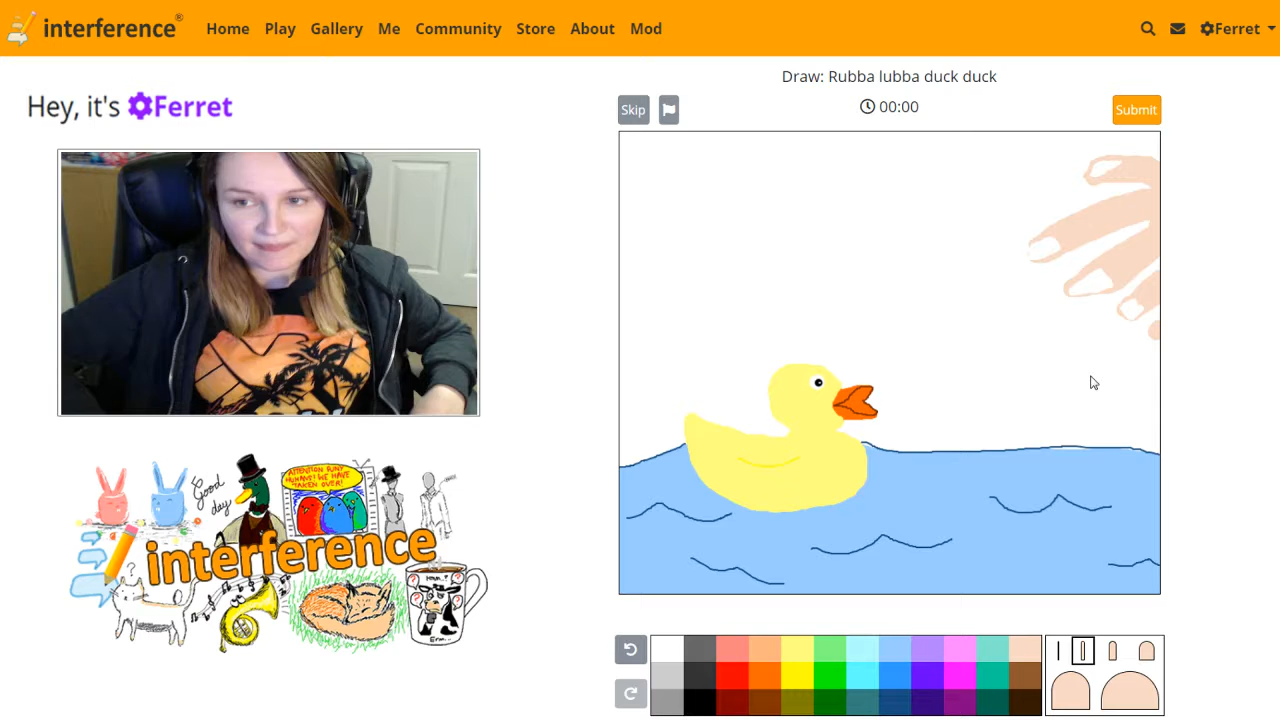 interference®
Home Play Gallery Me Community Store About Mod
Ferret
Draw: Rubba lubba duck duck
Hey, it's Ferret
Skip
00:00
Submit
Good
day
ATTENTION PUNY
HUMANS! WE HAVE
TAKEN OVER!
interference